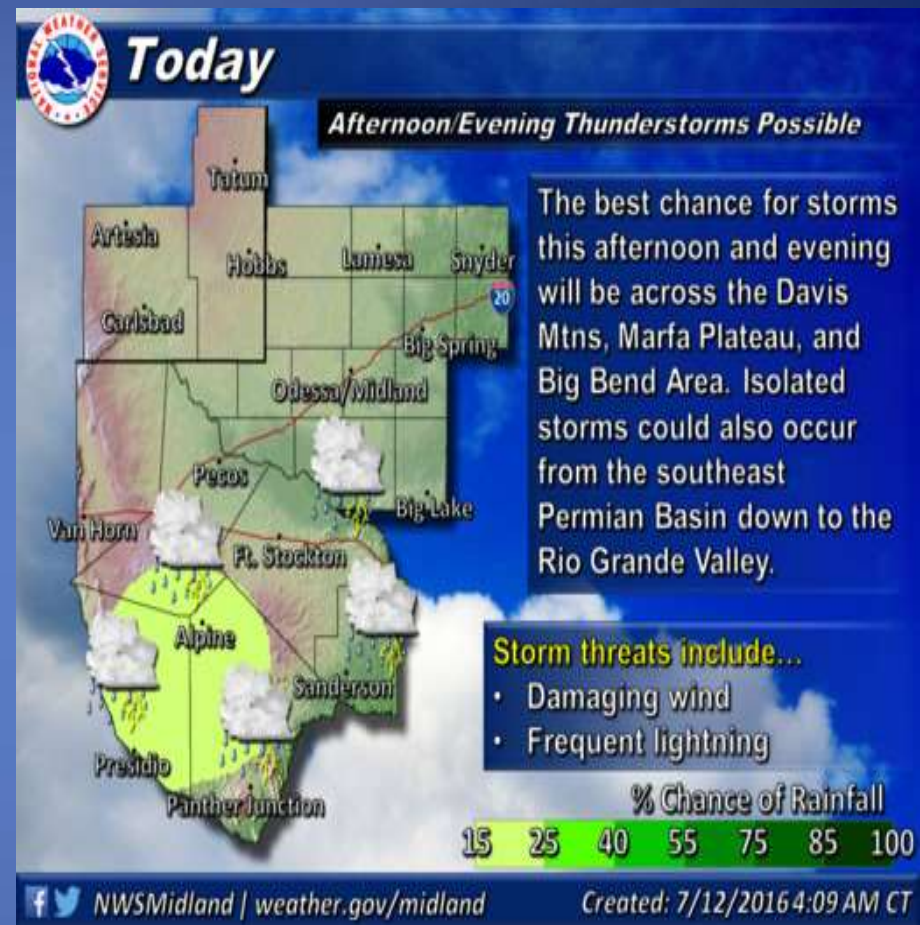 NATIONAL WEATHER SERVICE
Today
Afternoon/Evening Thunderstorms Possible
Tatum
Artesia
Hobbs
Lamesa
Snyder
20
Carlsbad
Big Spring
Odessa/Midland
Pecos
Big Lake
Van Horn
Ft. Stockton
Alpine
Sanderson
Presidio
Panther Junction
The best chance for storms
this afternoon and evening
will be across the Davis
Mtns, Marfa Plateau, and
Big Bend Area. Isolated
storms could also occur
from the southeast
Permian Basin down to the
Rio Grande Valley.
Storm threats include...
• Damaging wind
• Frequent lightning
% Chance of Rainfall
15 25 40 55 75 85 100
NWSMidland | weather.gov/midland
Created: 7/12/2016 4:09 AM CT